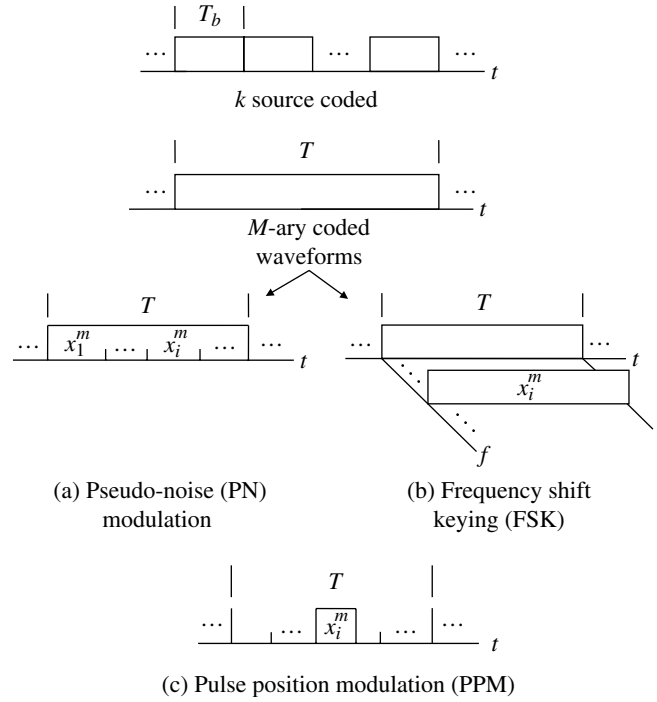 T_b
... ... ... t
k source coded
T
... ... t
M-ary coded
waveforms
T
... x_1^m ... x_i^m ... ... t
T
... ... t
... x_i^m
...
f
(a) Pseudo-noise (PN)
modulation
(b) Frequency shift
keying (FSK)
T
... ... x_i^m ... ... t
(c) Pulse position modulation (PPM)